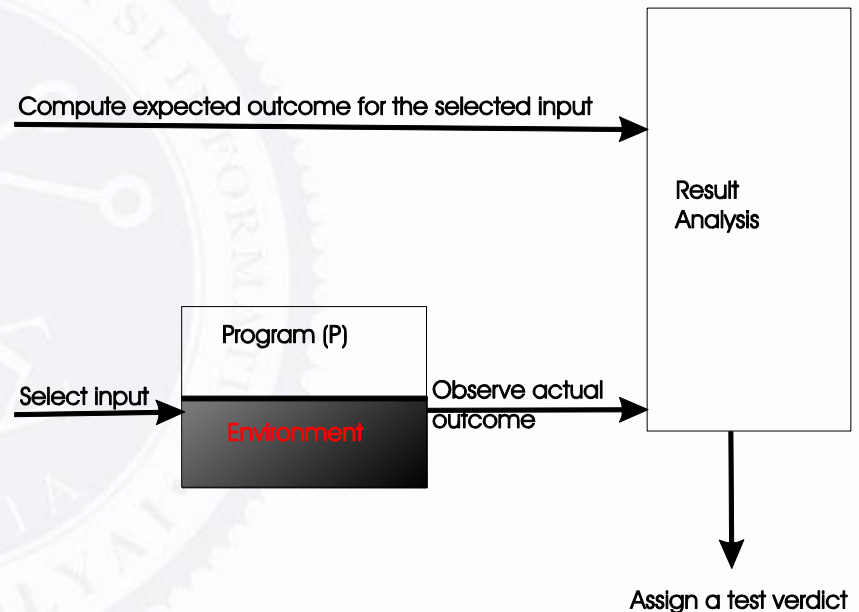 Compute expected outcome for the selected input
Result
Analysis
Program (P)
Select input
Environment
Observe actual
outcome
Assign a test verdict